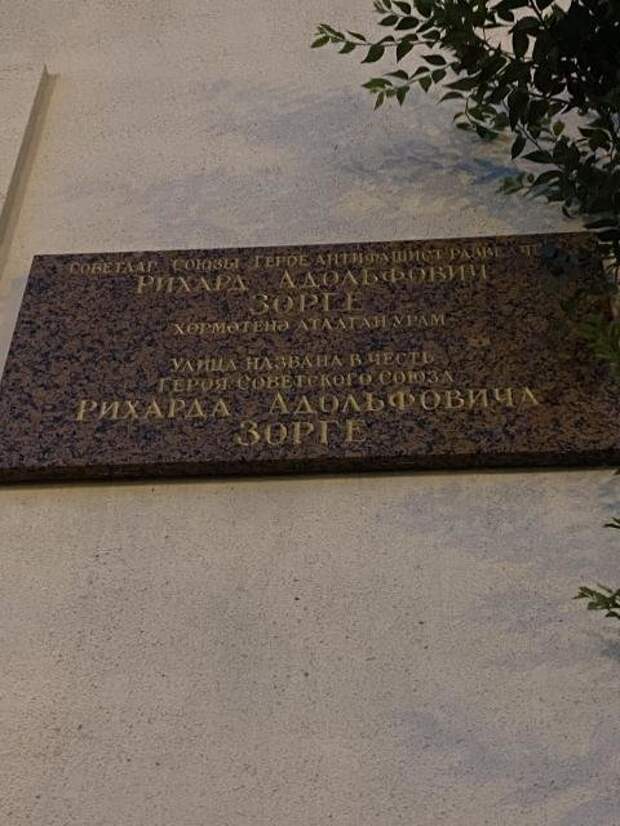 СОВЕТЛАР СОЮЗЫ ГЕРОЕ АНТИФАШИСТ РАЗВЕ
РИХАРД АДОЛЬФОВИЧ
ЗОРГЕ
ХӨРМӘТЕНӘ АТАЛГАН УРАМ
УЛИЦА НАЗВАНА В ЧЕСТЬ
ГЕРОЯ СОВЕТСКОГО СОЮЗА
РИХАРДА АДОЛЬФОВИЧА
ЗОРГЕ